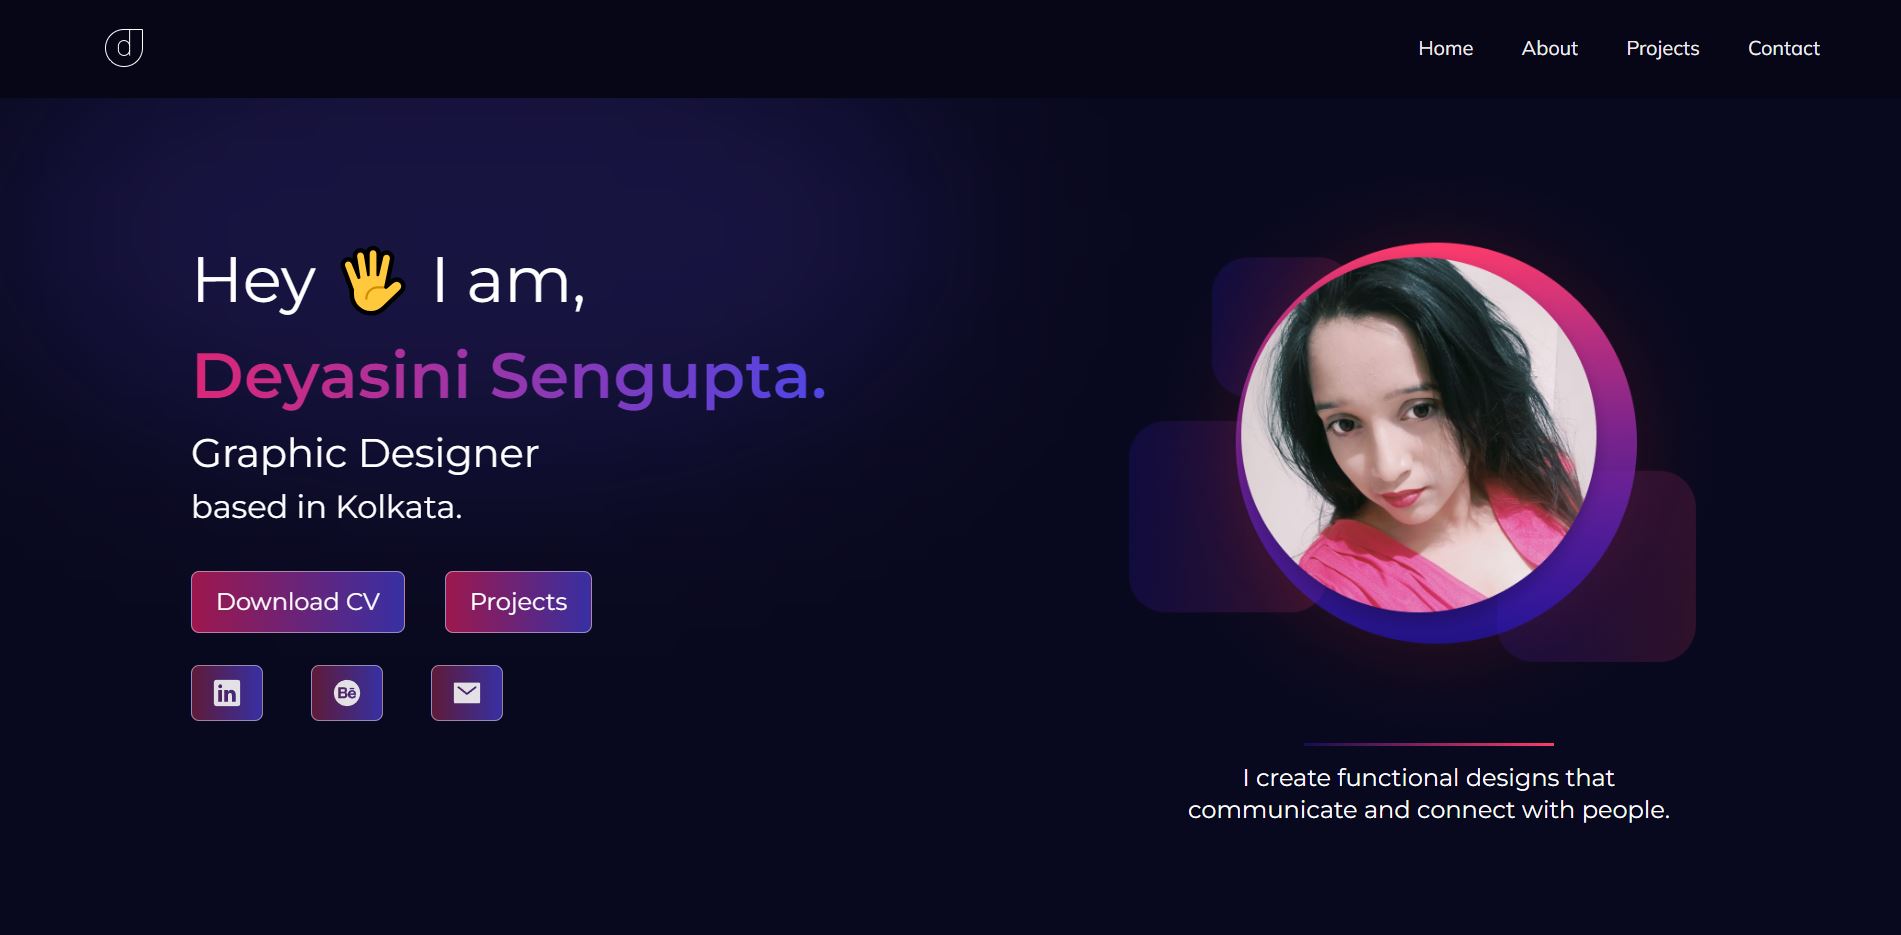 d
Home About Projects Contact
Hey 🖐 I am,
Deyasini Sengupta.
Graphic Designer
based in Kolkata.
Download CV Projects
in Bē
I create functional designs that
communicate and connect with people.